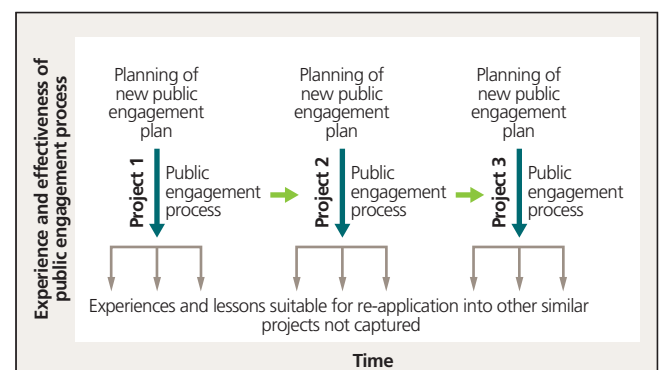 Experience and effectiveness of
public engagement process
Planning of
new public
engagement
plan
Project 1
Public
engagement
process
Planning of
new public
engagement
plan
Project 2
Public
engagement
process
Planning of
new public
engagement
plan
Project 3
Public
engagement
process
Experiences and lessons suitable for re-application into other similar
projects not captured
Time